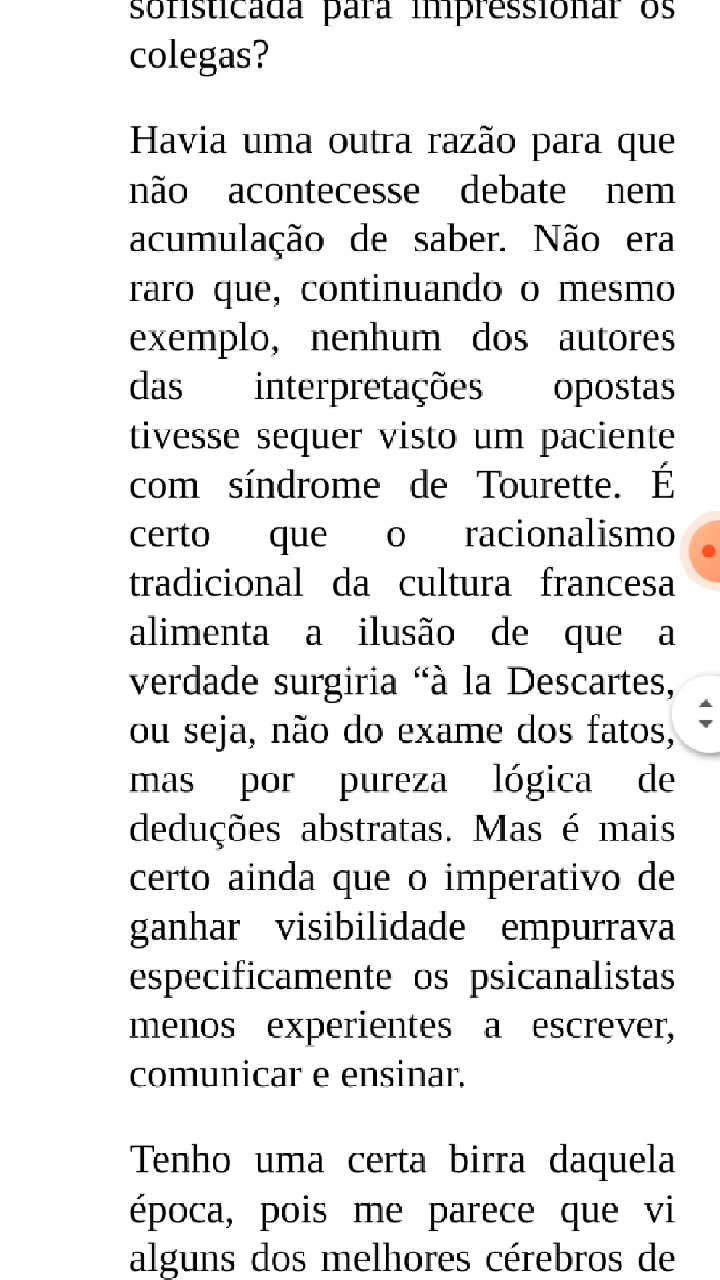 sofisticada para impressionar os
colegas?
Havia uma outra razão para que
não acontecesse debate nem
acumulação de saber. Não era
raro que, continuando o mesmo
exemplo, nenhum dos autores
das interpretações opostas
tivesse sequer visto um paciente
com síndrome de Tourette. É
certo que o racionalismo
tradicional da cultura francesa
alimenta a ilusão de que a
verdade surgiria “à la Descartes,
ou seja, não do exame dos fatos,
mas por pureza lógica de
deduções abstratas. Mas é mais
certo ainda que o imperativo de
ganhar visibilidade empurrava
especificamente os psicanalistas
menos experientes a escrever,
comunicar e ensinar.
Tenho uma certa birra daquela
época, pois me parece que vi
alguns dos melhores cérebros de